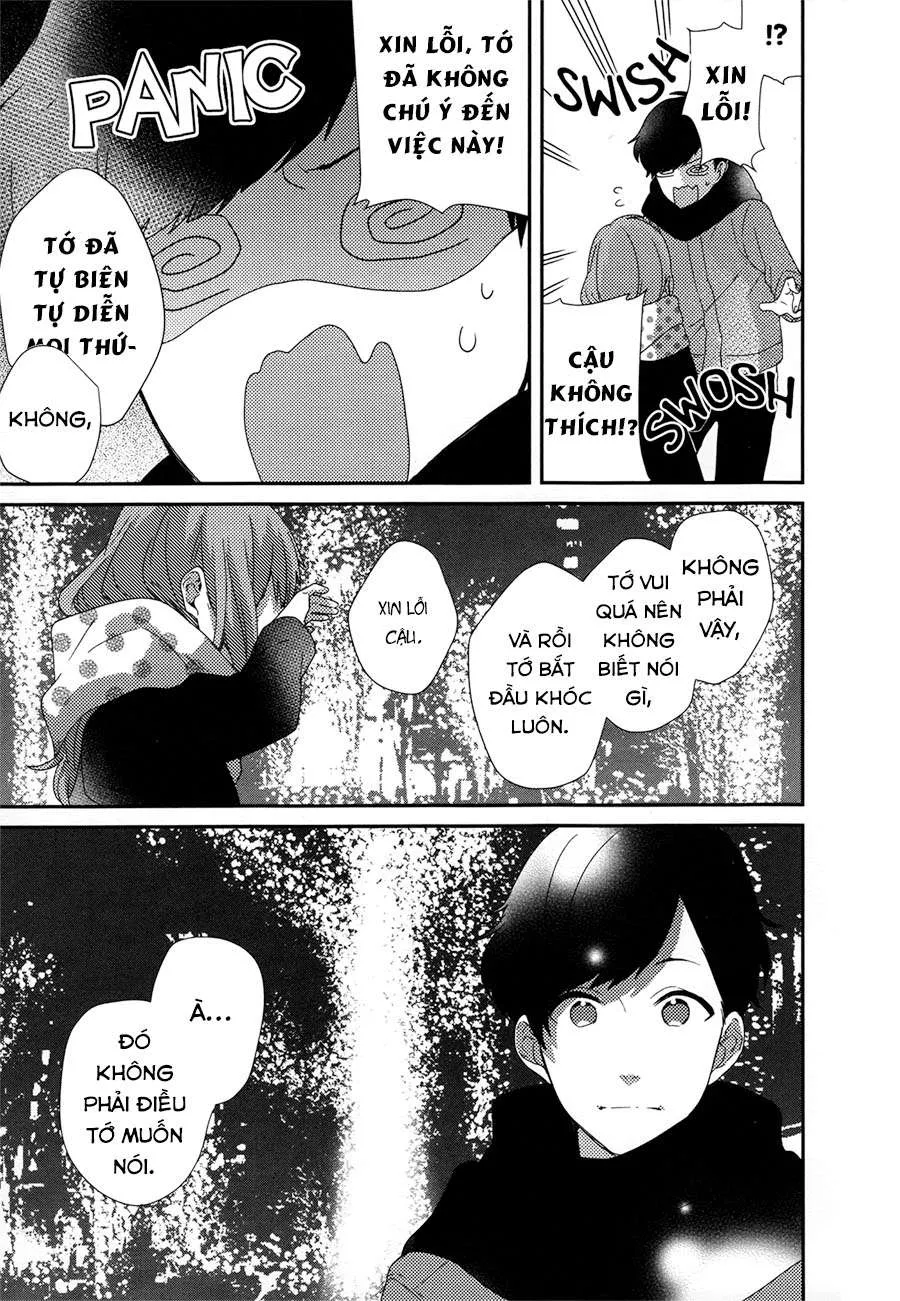 !?
XIN
LỖI!
SWISH
CẬU
KHÔNG
THÍCH!?
SWOSH
XIN LỖI, TỚ
ĐÃ KHÔNG
CHÚ Ý ĐẾN
VIỆC NÀY!
PANIC
TỚ ĐÃ
TỰ BIÊN
TỰ DIỄN
MỌI THỨ-
KHÔNG,
KHÔNG
PHẢI
VẬY,
TỚ VUI
QUÁ NÊN
KHÔNG
BIẾT NÓI
GÌ,
VÀ RỒI
TỚ BẮT
ĐẦU KHÓC
LUÔN.
XIN LỖI
CẬU.
À...
ĐÓ
KHÔNG
PHẢI ĐIỀU
TỚ MUỐN
NÓI.